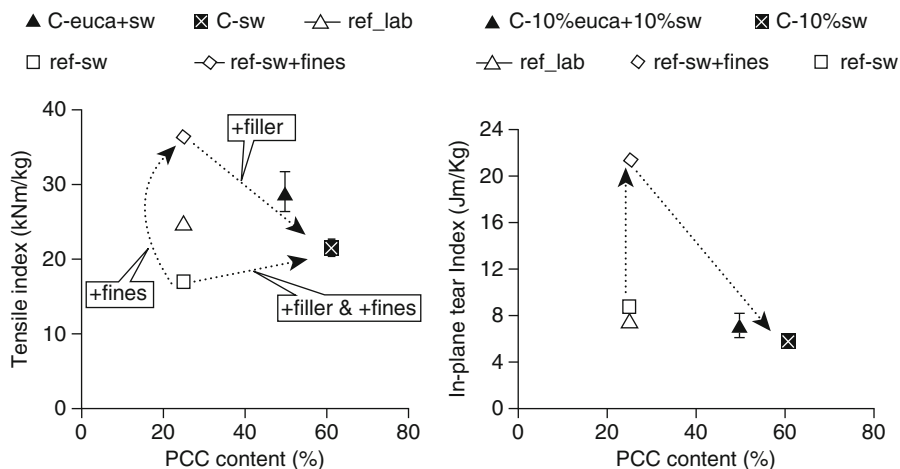 C-euca+sw C-sw ref_lab
ref-sw ref-sw+fines
40
30
20
10
0
Tensile index (kNm/kg)
+filler
+fines
+filler & +fines
0 20 40 60 80
PCC content (%)
C-10%euca+10%sw C-10%sw
ref_lab ref-sw+fines ref-sw
24
20
16
12
8
4
0
In-plane tear Index (Jm/Kg)
0 20 40 60 80
PCC content (%)